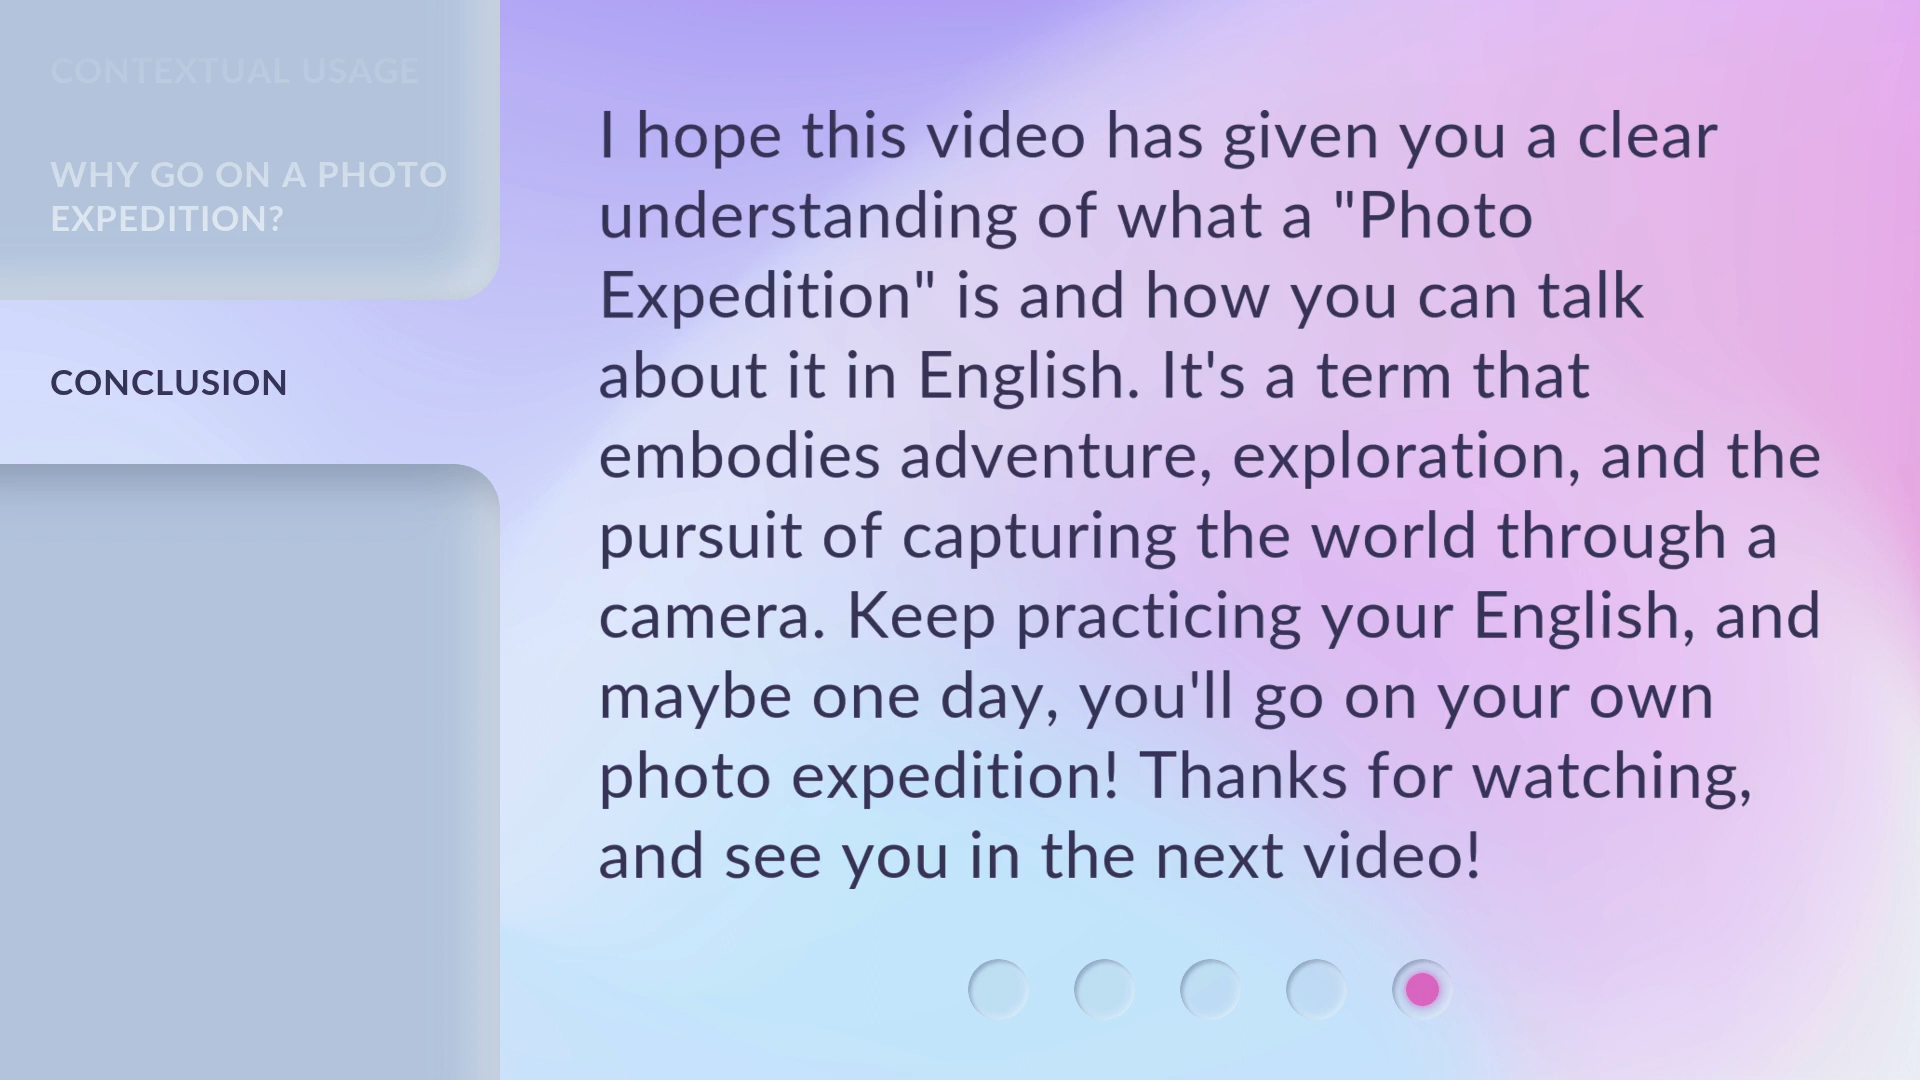 CONTEXTUAL USAGE
WHY GO ON A PHOTO
EXPEDITION?
CONCLUSION
I hope this video has given you a clear
understanding of what a "Photo
Expedition" is and how you can talk
about it in English. It's a term that
embodies adventure, exploration, and the
pursuit of capturing the world through a
camera. Keep practicing your English, and
maybe one day, you'll go on your own
photo expedition! Thanks for watching,
and see you in the next video!